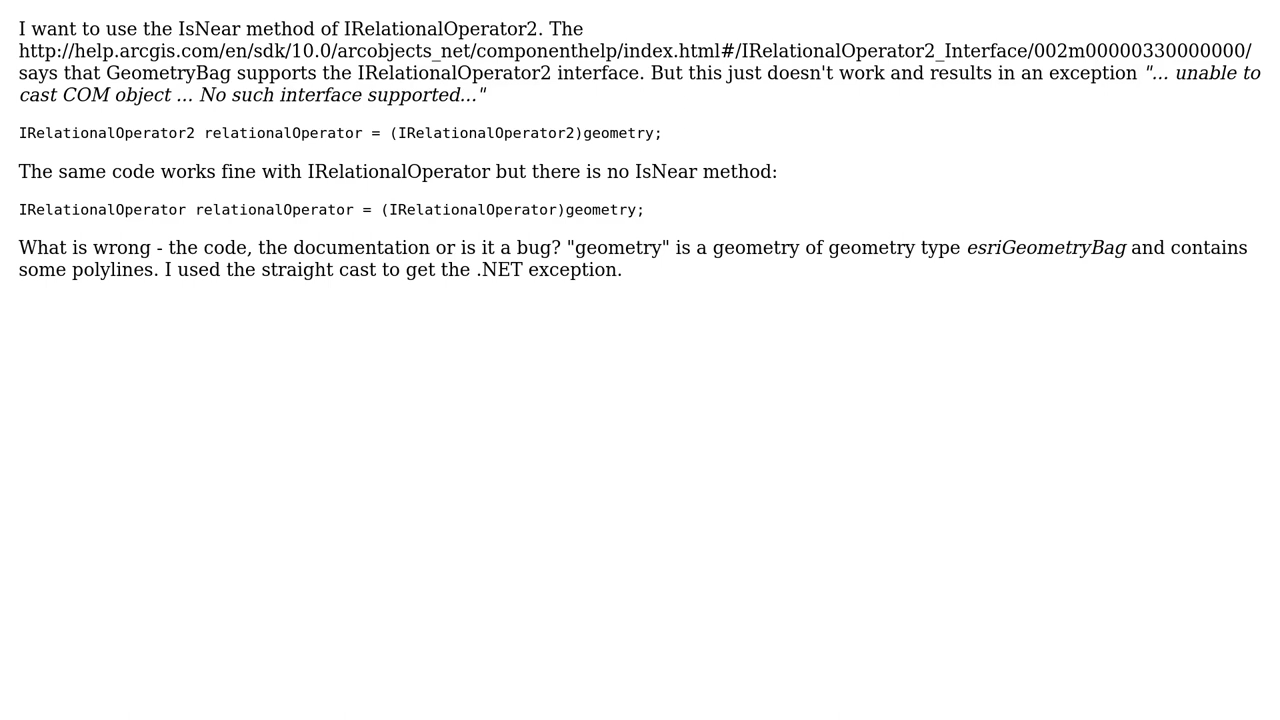 I want to use the IsNear method of IRelationalOperator2. The
http://help.arcgis.com/en/sdk/10.0/arcobjects_net/componenthelp/index.html#/IRelationalOperator2_Interface/002m00000330000000/
says that GeometryBag supports the IRelationalOperator2 interface. But this just doesn't work and results in an exception "... unable to
cast COM object ... No such interface supported..."
IRelationalOperator2 relationalOperator = (IRelationalOperator2)geometry;
The same code works fine with IRelationalOperator but there is no IsNear method:
IRelationalOperator relationalOperator = (IRelationalOperator)geometry;
What is wrong - the code, the documentation or is it a bug? "geometry" is a geometry of geometry type esriGeometryBag and contains
some polylines. I used the straight cast to get the .NET exception.